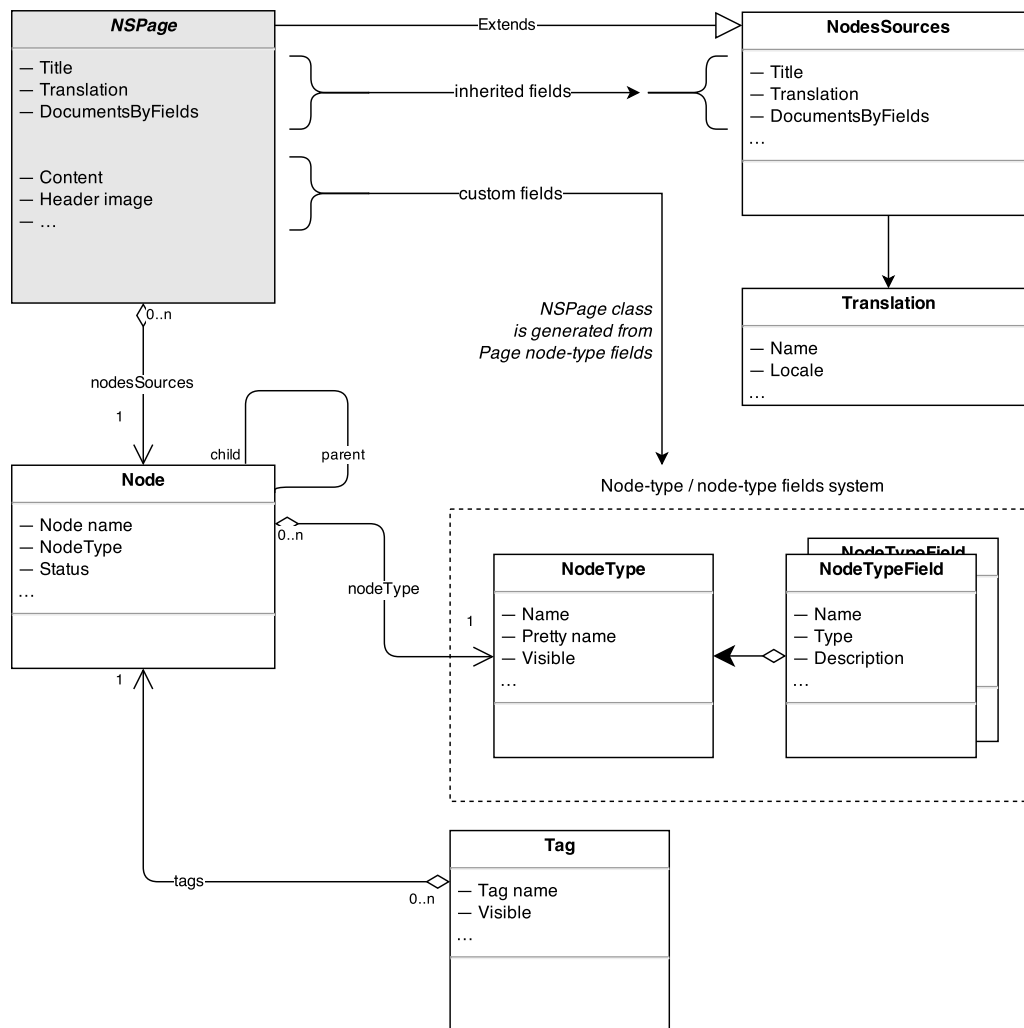 NSPage
— Title
— Translation
— DocumentsByFields
— Content
— Header image
— …
Extends
inherited fields
custom fields
NodesSources
— Title
— Translation
— DocumentsByFields
…
NSPage class
is generated from
Page node-type fields
Translation
— Name
— Locale
…
0..n
nodesSources
1
child
parent
Node
— Node name
— NodeType
— Status
…
0..n
nodeType
1
Node-type / node-type fields system
NodeType
— Name
— Pretty name
— Visible
…
NodeTypeField
NodeTypeField
— Name
— Type
— Description
…
1
tags
0..n
Tag
— Tag name
— Visible
…